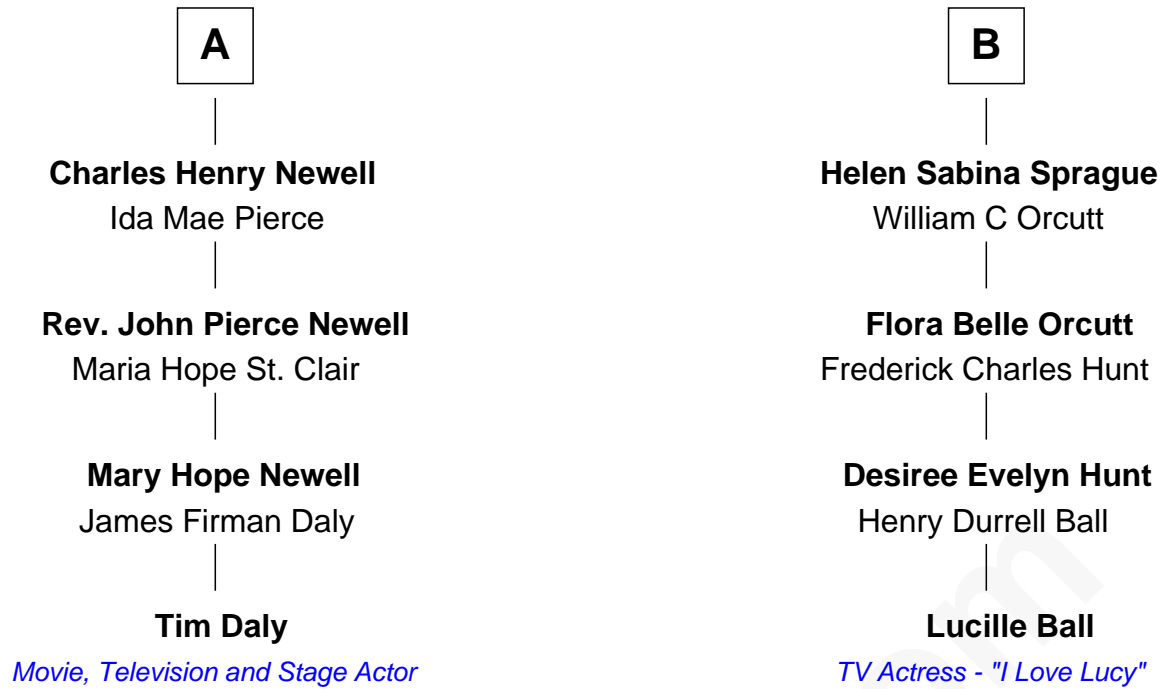 A
Charles Henry Newell
Ida Mae Pierce
Rev. John Pierce Newell
Maria Hope St. Clair
Mary Hope Newell
James Firman Daly
Tim Daly
Movie, Television and Stage Actor
B
Helen Sabina Sprague
William C Orcutt
Flora Belle Orcutt
Frederick Charles Hunt
Desiree Evelyn Hunt
Henry Durrell Ball
Lucille Ball
TV Actress - "I Love Lucy"